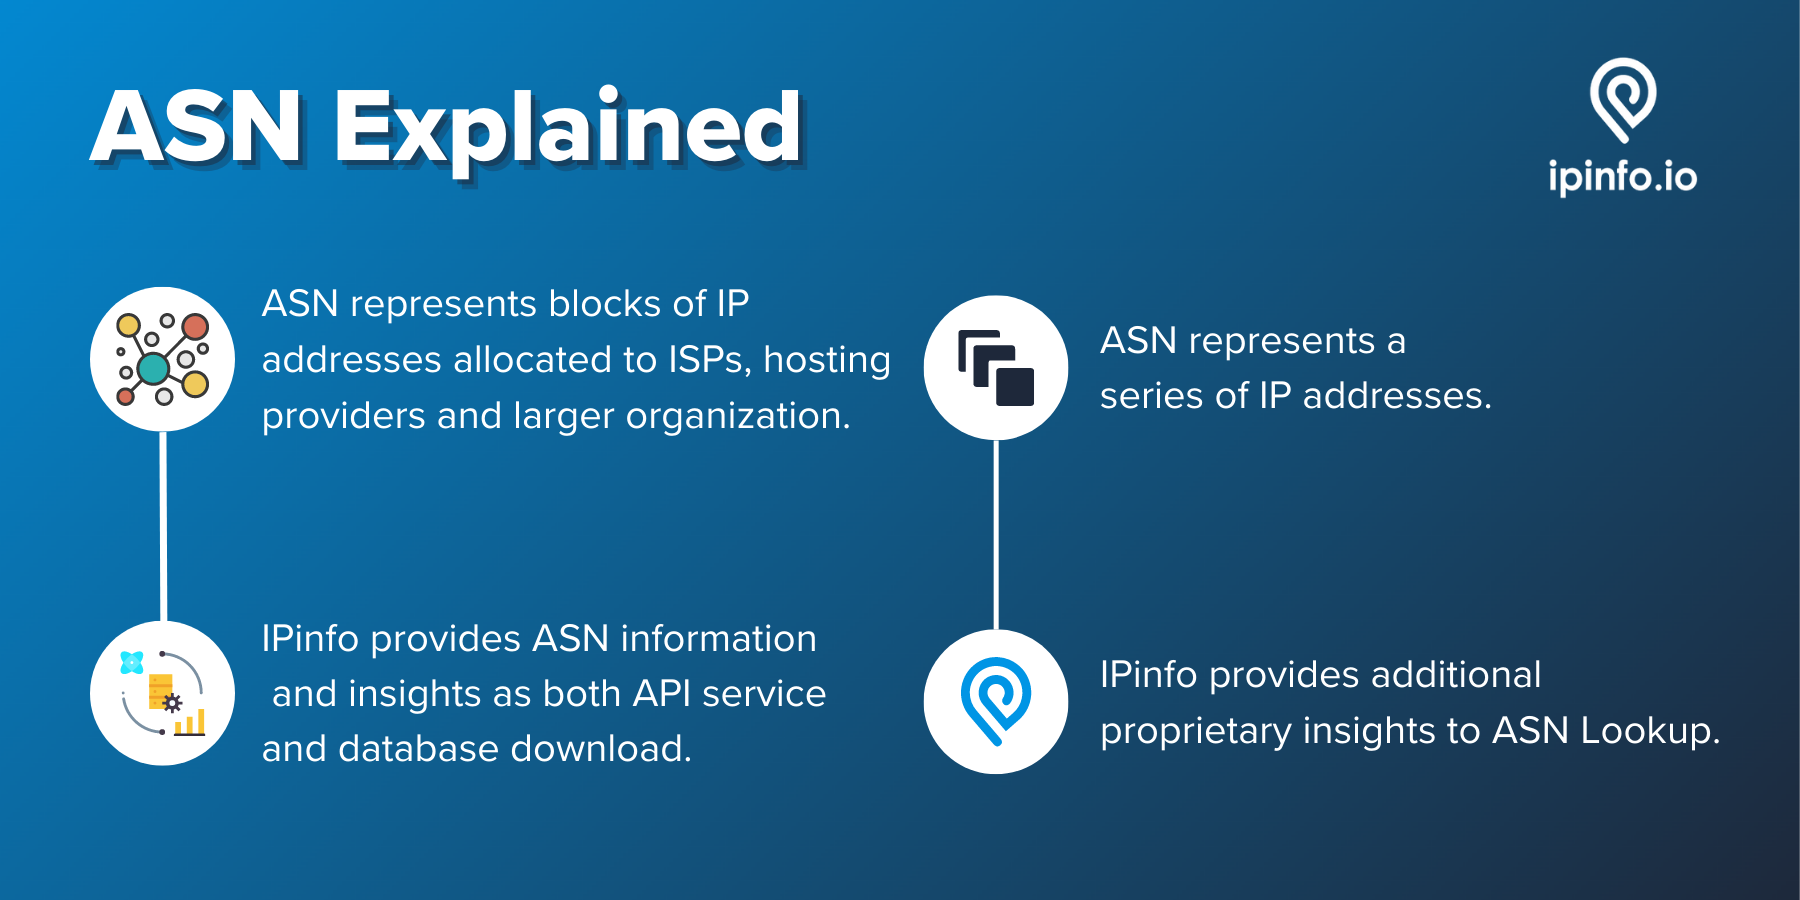 ASN Explained
ipinfo.io
ASN represents blocks of IP
addresses allocated to ISPs, hosting
providers and larger organization.
ASN represents a
series of IP addresses.
IPinfo provides ASN information
and insights as both API service
and database download.
IPinfo provides additional
proprietary insights to ASN Lookup.